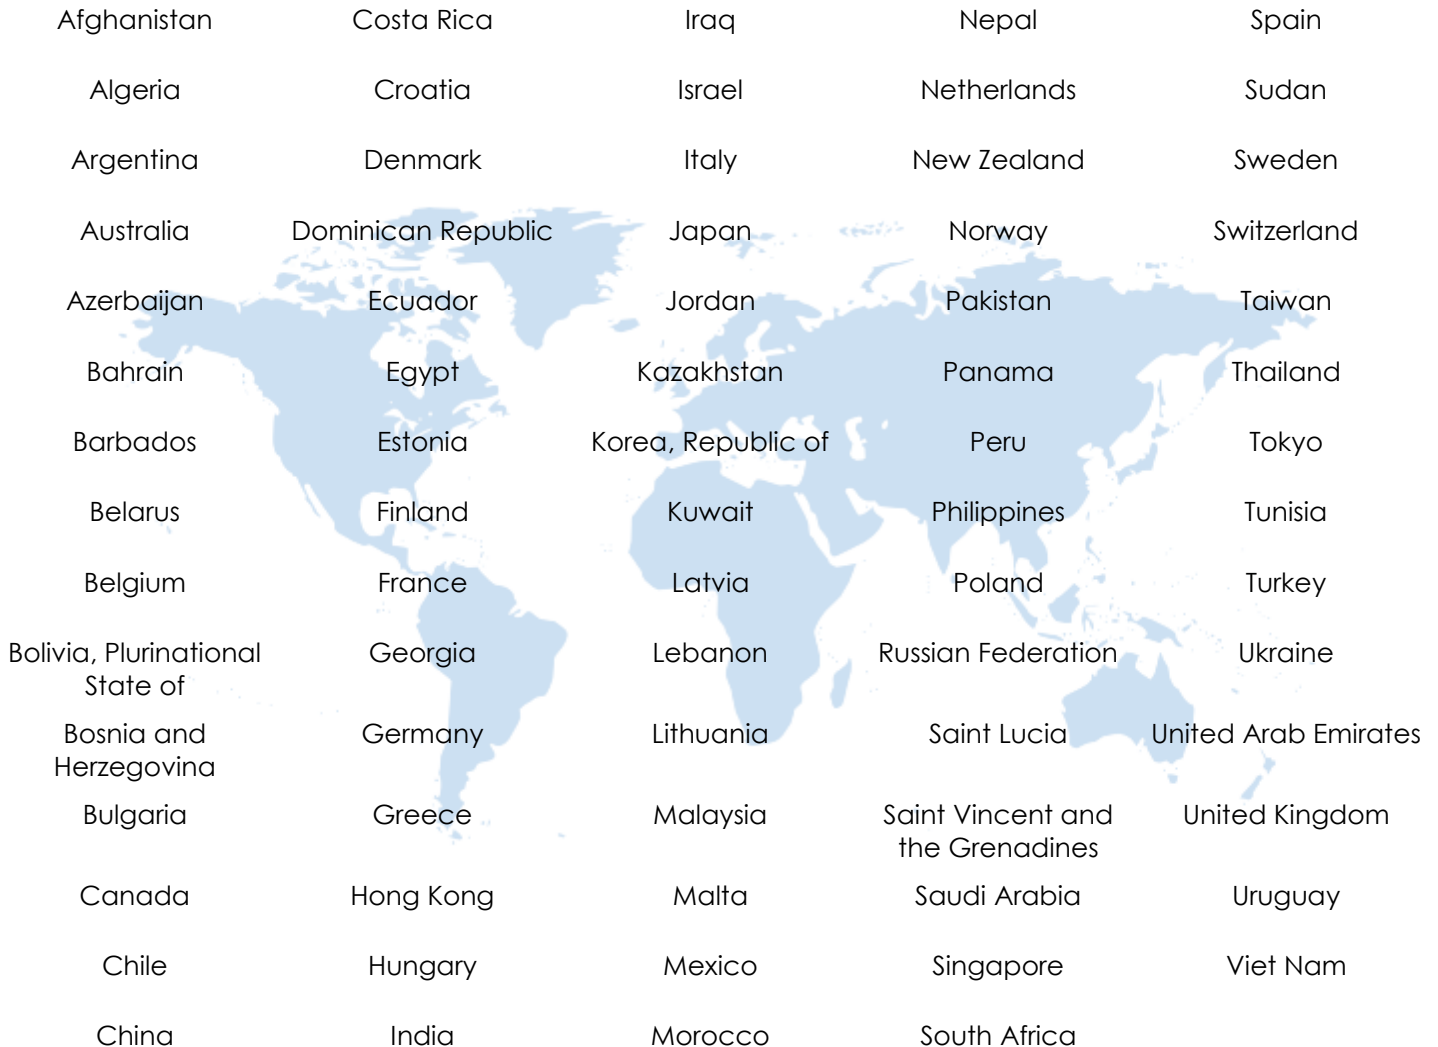 Afghanistan
Algeria
Argentina
Australia
Azerbaijan
Bahrain
Barbados
Belarus
Belgium
Bolivia, Plurinational
State of
Bosnia and
Herzegovina
Bulgaria
Canada
Chile
China
Costa Rica
Croatia
Denmark
Dominican Republic
Ecuador
Egypt
Estonia
Finland
France
Georgia
Germany
Greece
Hong Kong
Hungary
India
Iraq
Israel
Italy
Japan
Jordan
Kazakhstan
Korea, Republic of
Kuwait
Latvia
Lebanon
Lithuania
Malaysia
Malta
Mexico
Morocco
Nepal
Netherlands
New Zealand
Norway
Pakistan
Panama
Peru
Philippines
Poland
Russian Federation
Saint Lucia
Saint Vincent and
the Grenadines
Saudi Arabia
Singapore
South Africa
Spain
Sudan
Sweden
Switzerland
Taiwan
Thailand
Tokyo
Tunisia
Turkey
Ukraine
United Arab Emirates
United Kingdom
Uruguay
Viet Nam